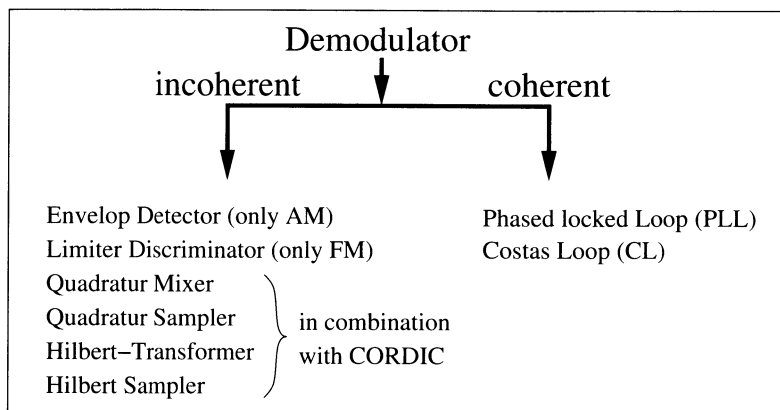 Demodulator
incoherent
coherent
Envelop Detector (only AM)
Limiter Discriminator (only FM)
Quadratur Mixer
Quadratur Sampler
Hilbert−Transformer
Hilbert Sampler
in combination
with CORDIC
Phased locked Loop (PLL)
Costas Loop (CL)